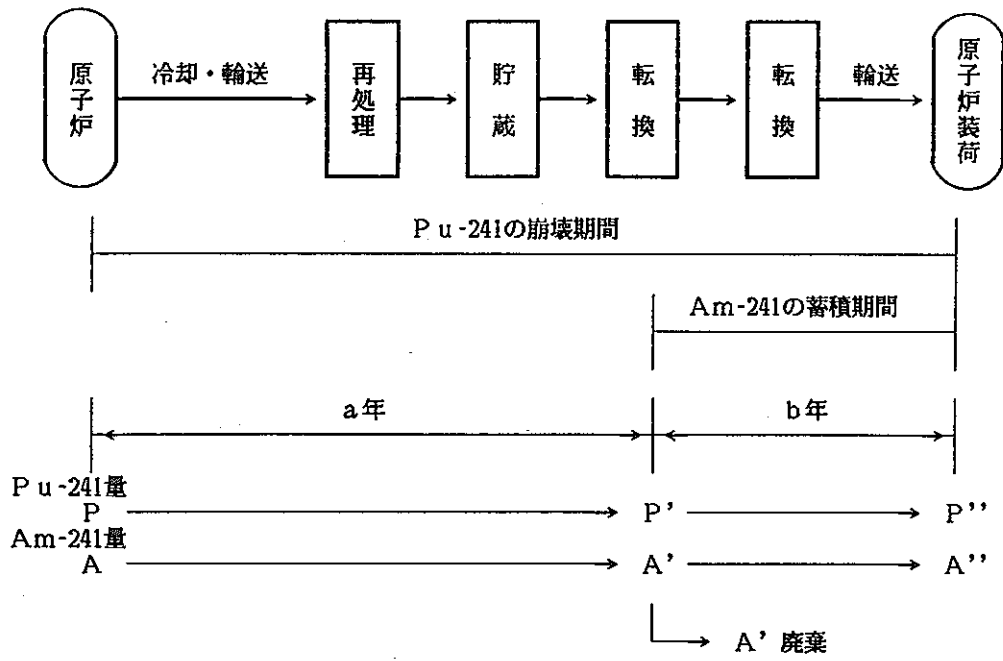 原子炉
冷却・輸送
再処理
貯蔵
転換
転換
輸送
原子炉装荷
Pu-241の崩壊期間
Am-241の蓄積期間
a年
b年
Pu-241量
P
P'
P''
Am-241量
A
A'
A''
A' 廃棄